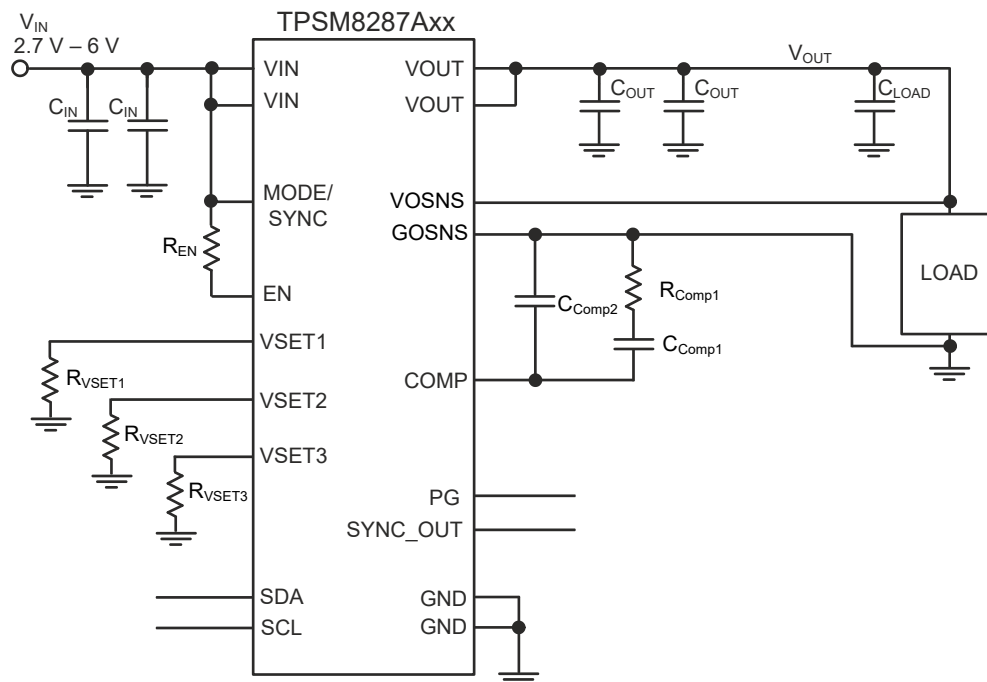 TPSM8287Axx
VIN
2.7 V – 6 V
VIN
VIN
CIN
CIN
MODE/
SYNC
REN
EN
VSET1
RVSET1
VSET2
RVSET2
VSET3
RVSET3
SDA
SCL
VOUT
VOUT
VOUT
COUT
COUT
CLOAD
VOSNS
GOSNS
LOAD
CComp2
RComp1
CComp1
COMP
PG
SYNC_OUT
GND
GND